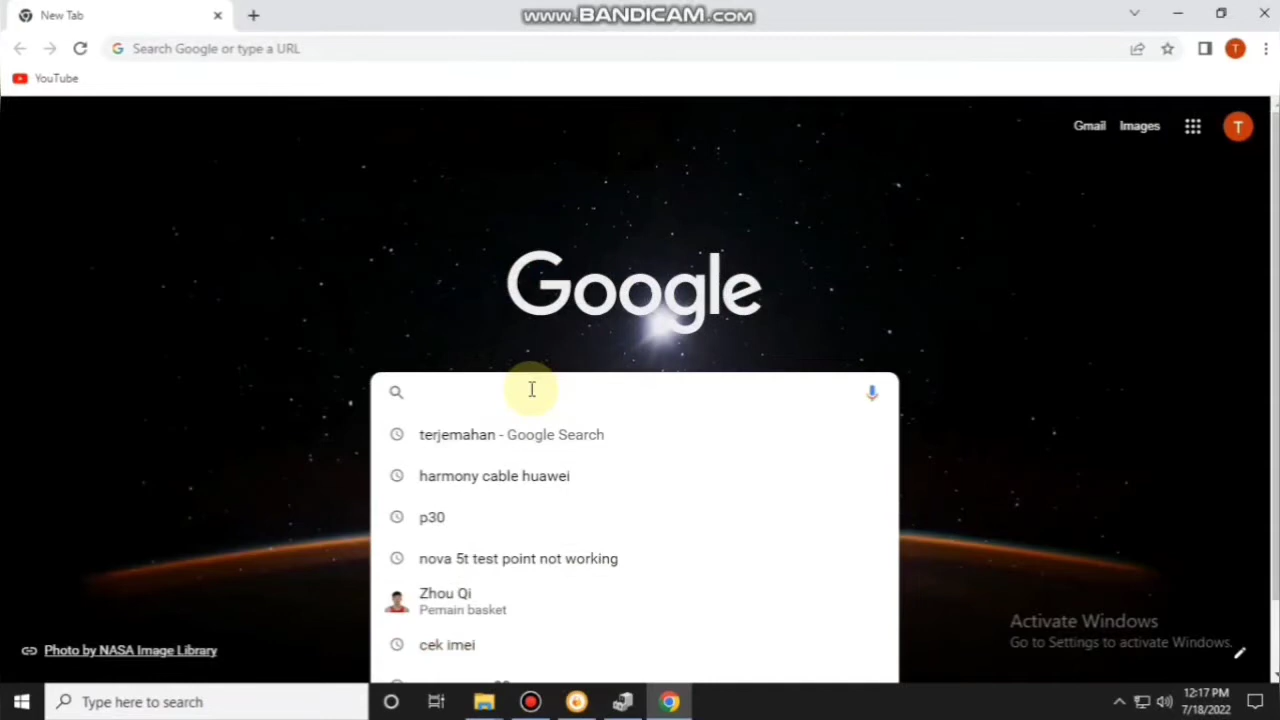 New Tab
www.BANDICAM.com
Search Google or type a URL
YouTube
Gmail Images
T
T
Google
terjemahan - Google Search
harmony cable huawei
p30
nova 5t test point not working
Zhou Qi
Pemain basket
cek imei
Activate Windows
Go to Settings to activate Windows.
Photo by NASA Image Library
Type here to search
12:17 PM
7/18/2022